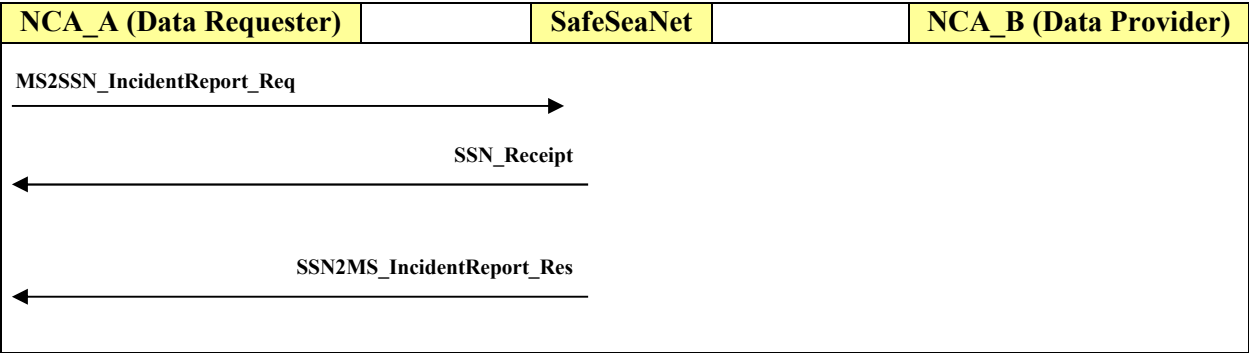 NCA_A (Data Requester) SafeSeaNet NCA_B (Data Provider)
MS2SSN_IncidentReport_Req
SSN_Receipt
SSN2MS_IncidentReport_Res